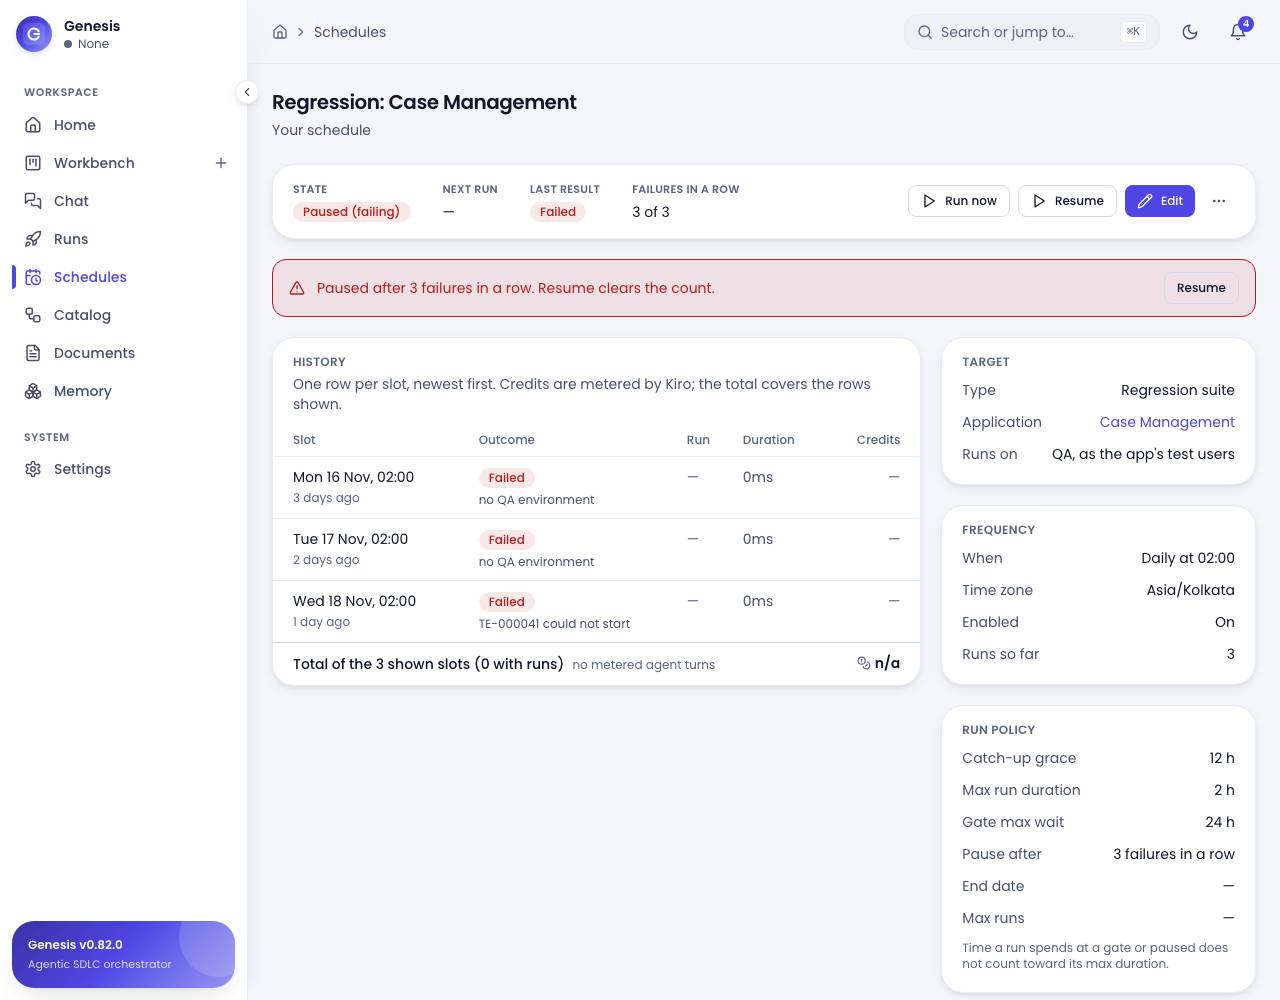 Genesis
None
WORKSPACE
Home
Workbench
Chat
Runs
Schedules
Catalog
Documents
Memory
SYSTEM
Settings
Genesis v0.82.0
Agentic SDLC orchestrator
Schedules
Search or jump to...
⌘K
4
Regression: Case Management
Your schedule
STATE NEXT RUN LAST RESULT FAILURES IN A ROW
Paused (failing) — Failed 3 of 3
Run now Resume Edit ...
Paused after 3 failures in a row. Resume clears the count. Resume
HISTORY
One row per slot, newest first. Credits are metered by Kiro; the total covers the rows
shown.
Slot Outcome Run Duration Credits
Mon 16 Nov, 02:00 Failed — 0ms —
3 days ago no QA environment
Tue 17 Nov, 02:00 Failed — 0ms —
2 days ago no QA environment
Wed 18 Nov, 02:00 Failed — 0ms —
1 day ago TE-000041 could not start
Total of the 3 shown slots (0 with runs) no metered agent turns n/a
TARGET
Type Regression suite
Application Case Management
Runs on QA, as the app's test users
FREQUENCY
When Daily at 02:00
Time zone Asia/Kolkata
Enabled On
Runs so far 3
RUN POLICY
Catch-up grace 12 h
Max run duration 2 h
Gate max wait 24 h
Pause after 3 failures in a row
End date —
Max runs —
Time a run spends at a gate or paused does
not count toward its max duration.